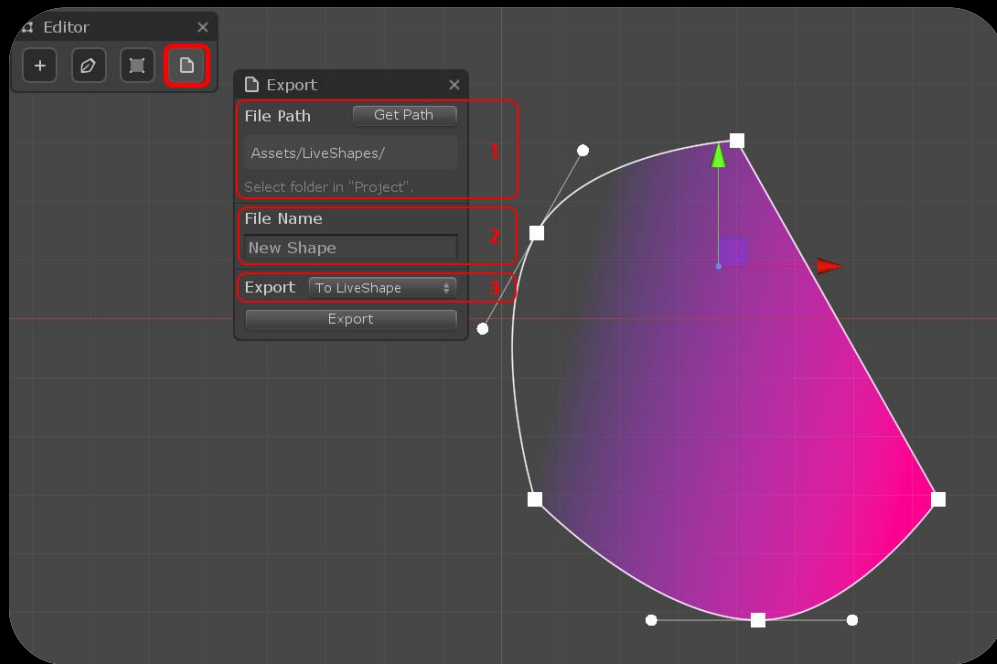 Editor
Export
File Path
Get Path
Assets/LiveShapes/
1
Select folder in "Project".
File Name
2
New Shape
Export
To LiveShape
3
Export